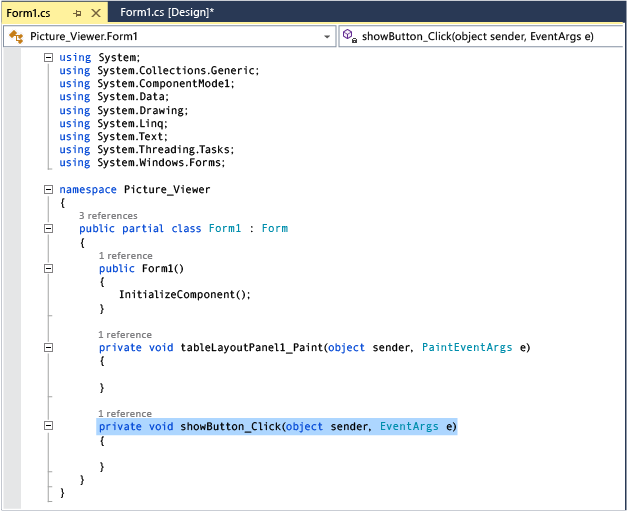 Form1.cs
Form1.cs [Design]*
Picture_Viewer.Form1
showButton_Click(object sender, EventArgs e)
using System;
using System.Collections.Generic;
using System.ComponentMode1;
using System.Data;
using System.Drawing;
using System.Linq;
using System.Text;
using System.Threading.Tasks;
using System.Windows.Forms;
namespace Picture_Viewer
{
3 references
public partial class Form1 : Form
{
1 reference
public Form1()
{
InitializeComponent();
}
1 reference
private void tableLayoutPanel1_Paint(object sender, PaintEventArgs e)
{
}
1 reference
private void showButton_Click(object sender, EventArgs e)
{
}
}
}